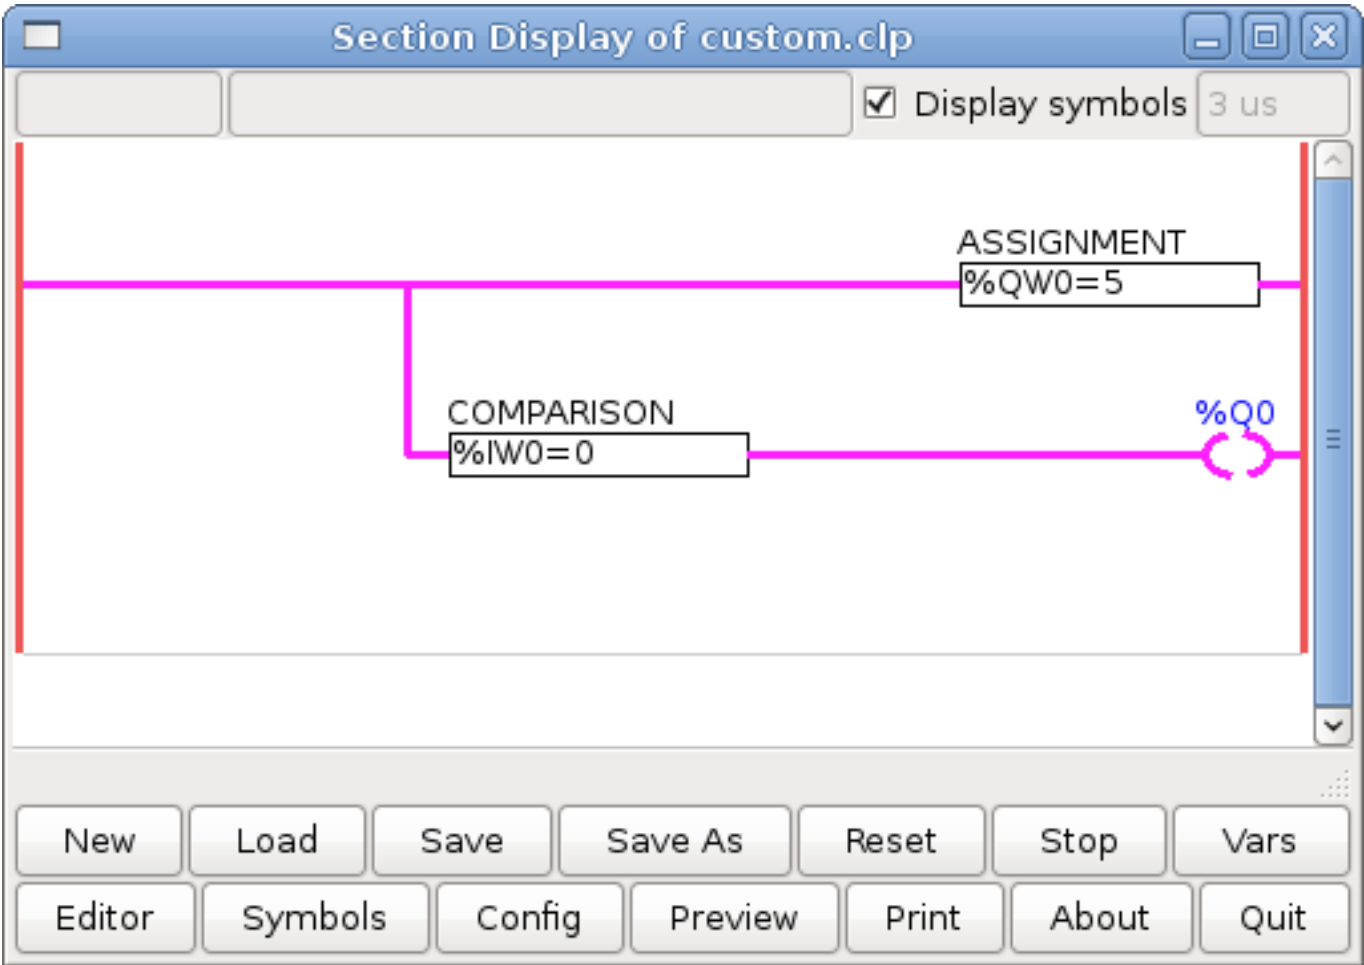 Section Display of custom.clp
Display symbols 3 us
ASSIGNMENT
%QW0=5
COMPARISON %Q0
%IW0=0
New Load Save Save As Reset Stop Vars
Editor Symbols Config Preview Print About Quit